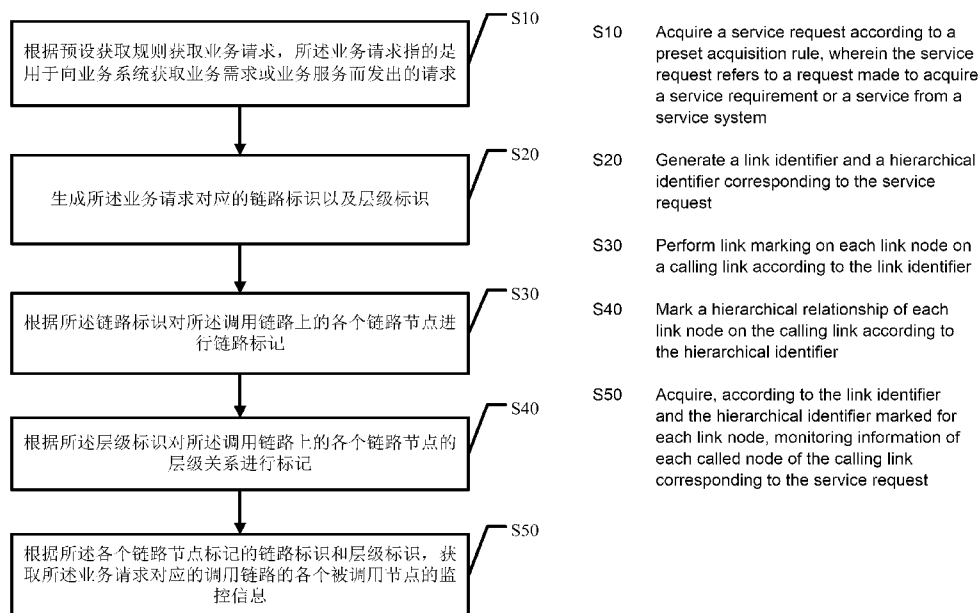 S10
根据预设获取规则获取业务请求，所述业务请求指的是
用于向业务系统获取业务需求或业务服务而发出的请求
S20
生成所述业务请求对应的链路标识以及层级标识
S30
根据所述链路标识对所述调用链路上的各个链路节点进
行链路标记
S40
根据所述层级标识对所述调用链路上的各个链路节点的
层级关系进行标记
S50
根据所述各个链路节点标记的链路标识和层级标识，获
取所述业务请求对应的调用链路的各个被调用节点的监
控信息
S10 Acquire a service request according to a
preset acquisition rule, wherein the service
request refers to a request made to acquire
a service requirement or a service from a
service system
S20 Generate a link identifier and a hierarchical
identifier corresponding to the service
request
S30 Perform link marking on each link node on
a calling link according to the link identifier
S40 Mark a hierarchical relationship of each
link node on the calling link according to
the hierarchical identifier
S50 Acquire, according to the link identifier
and the hierarchical identifier marked for
each link node, monitoring information of
each called node of the calling link
corresponding to the service request